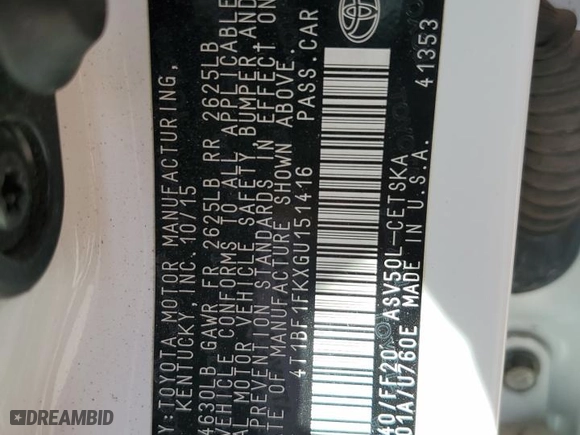 Y:TOYOTA MOTOR MANUFACTURING,
KENTUCKY, INC. 10/15
4630LB GAWR FR 2625LB RR 2625LB
VEHICLE CONFORMS TO ALL APPLICABLE
AL MOTOR VEHICLE SAFETY, BUMPER AND
PREVENTION STANDARDS IN EFFECT ON
TE OF MANUFACTURE SHOWN ABOVE.
4T1BF1FKXGU151416 PASS.CAR
40/FF20 ASV50L-CETSKA
01A/U760E MADE IN U.S.A. 41353
DREAMBID